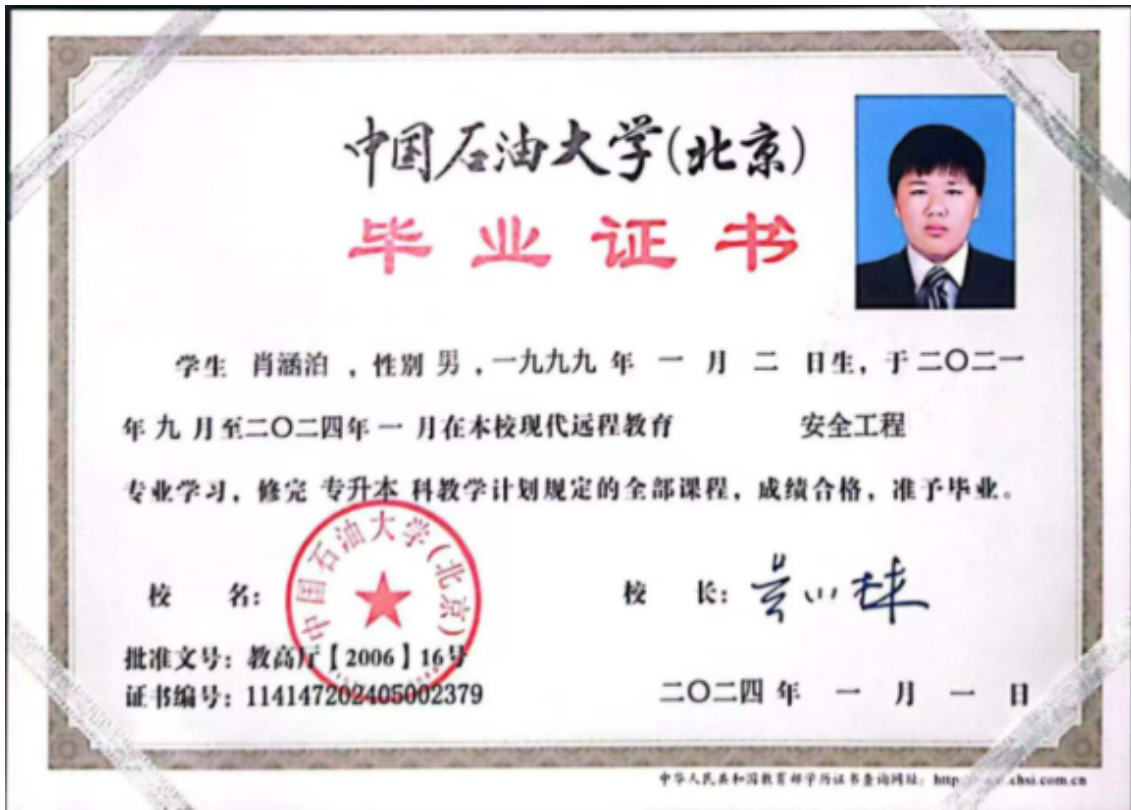 中国石油大学(北京)
毕业证书
学生 肖涵泊 ，性别 男 ，一九九九 年 一 月 二 日生，于二〇二一
年 九 月至二〇二四年 一 月在本校现代远程教育 安全工程
专业学习，修完 专升本 科教学计划规定的全部课程，成绩合格，准予毕业。
中国石油大学(北京)
校 名： 校 长：
批准文号：教高厅【2006】16号
证书编号：114147202405002379 二〇二四 年 一 月 一 日
中华人民共和国教育部学历证书查询网址：http chsi.com.cn